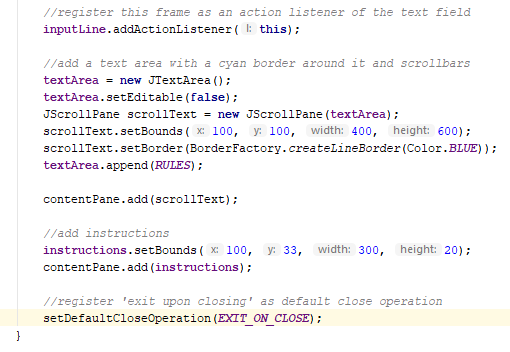 //register this frame as an action listener of the text field
inputLine.addActionListener( l: this);
//add a text area with a cyan border around it and scrollbars
textArea = new JTextArea();
textArea.setEditable(false);
JScrollPane scrollText = new JScrollPane(textArea);
scrollText.setBounds( x: 100, y: 100, width: 400, height: 600);
scrollText.setBorder(BorderFactory.createLineBorder(Color.BLUE));
textArea.append(RULES);
contentPane.add(scrollText);
//add instructions
instructions.setBounds( x: 100, y: 33, width: 300, height: 20);
contentPane.add(instructions);
//register 'exit upon closing' as default close operation
setDefaultCloseOperation(EXIT_ON_CLOSE);
}